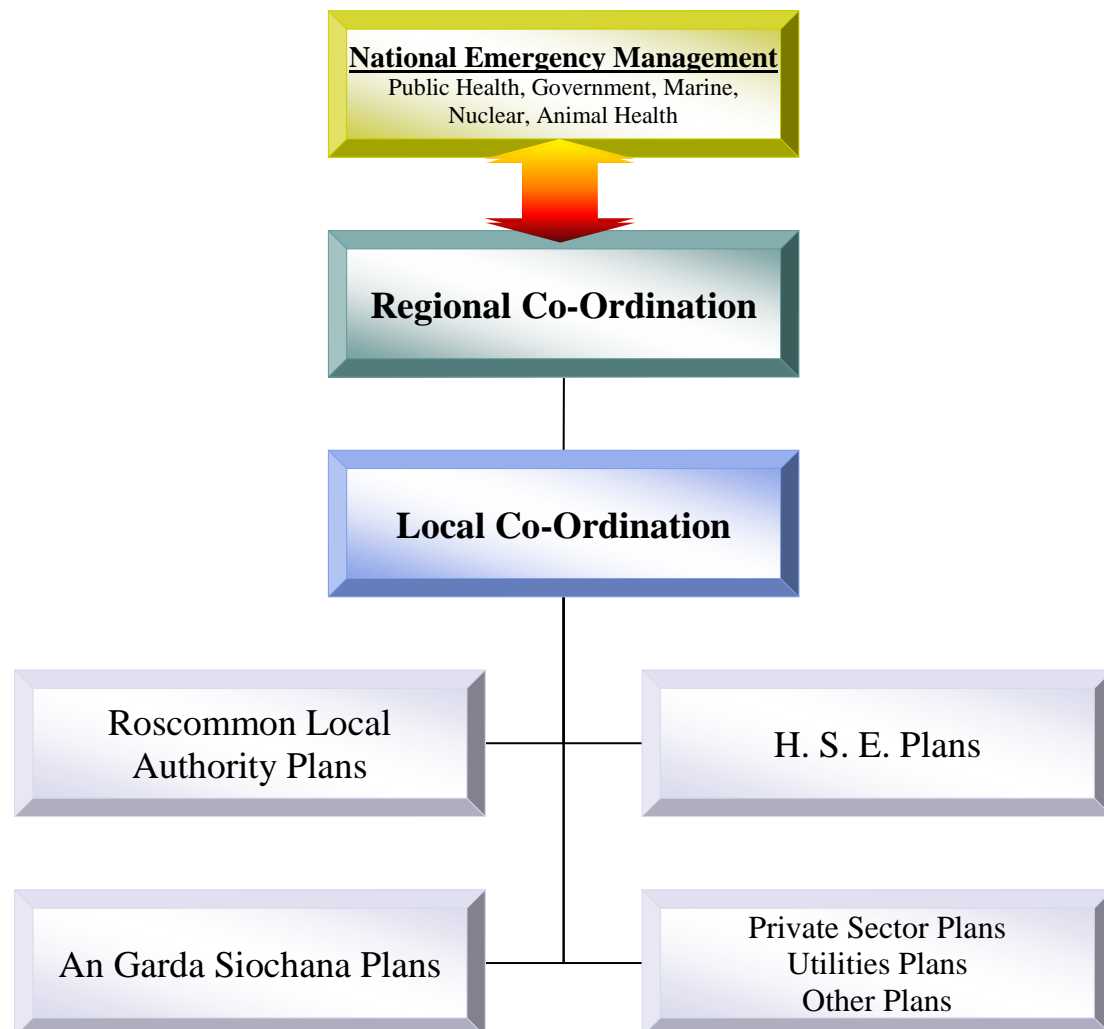 National Emergency Management
Public Health, Government, Marine,
Nuclear, Animal Health
Regional Co-Ordination
Local Co-Ordination
Roscommon Local
Authority Plans
H. S. E. Plans
An Garda Siochana Plans
Private Sector Plans
Utilities Plans
Other Plans